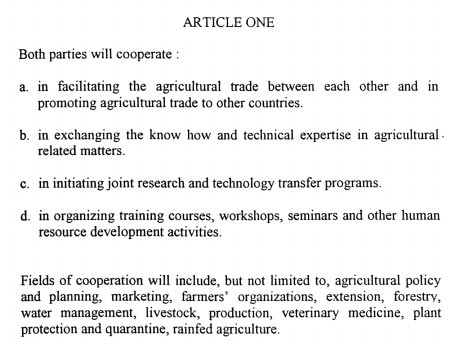 ARTICLE ONE
Both parties will cooperate :
a. in facilitating the agricultural trade between each other and in
promoting agricultural trade to other countries.
b. in exchanging the know how and technical expertise in agricultural
related matters.
c. in initiating joint research and technology transfer programs.
d. in organizing training courses, workshops, seminars and other human
resource development activities.
Fields of cooperation will include, but not limited to, agricultural policy
and planning, marketing, farmers' organizations, extension, forestry,
water management, livestock, production, veterinary medicine, plant
protection and quarantine, rainfed agriculture.